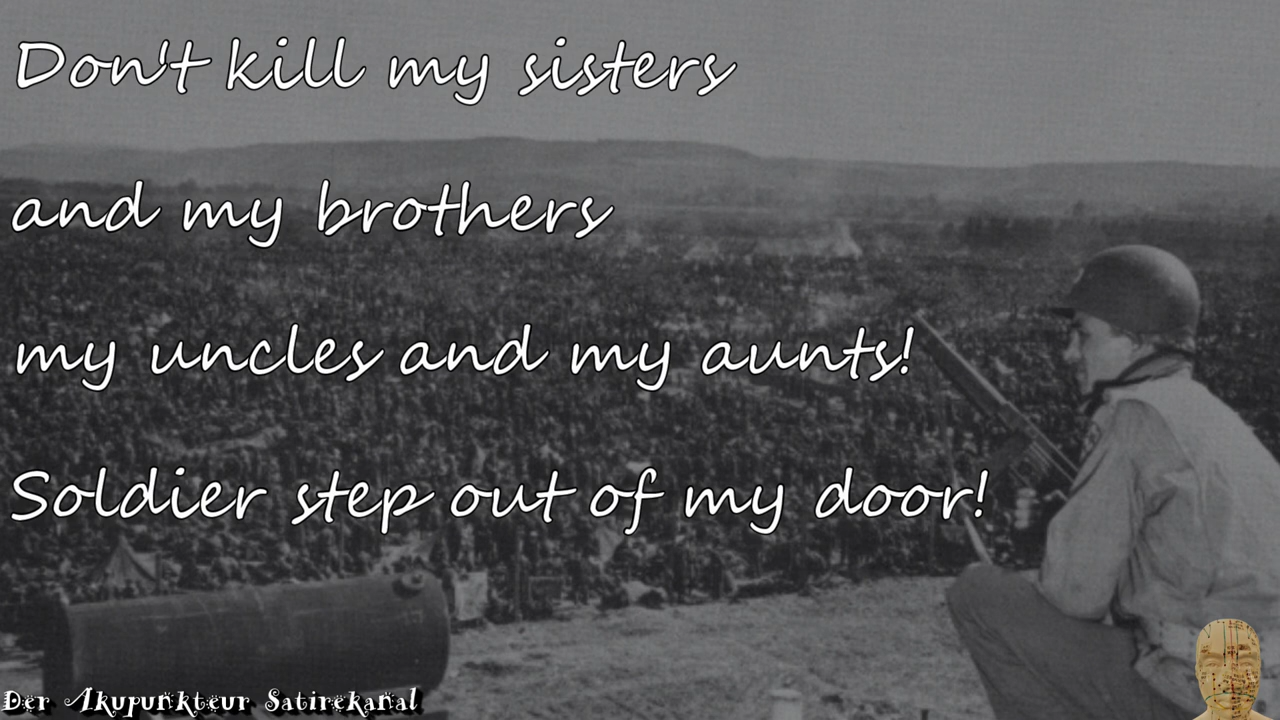 Don't kill my sisters
and my brothers
my uncles and my aunts!
Soldier step out of my door!
Der Akupunkteur Satirekanal